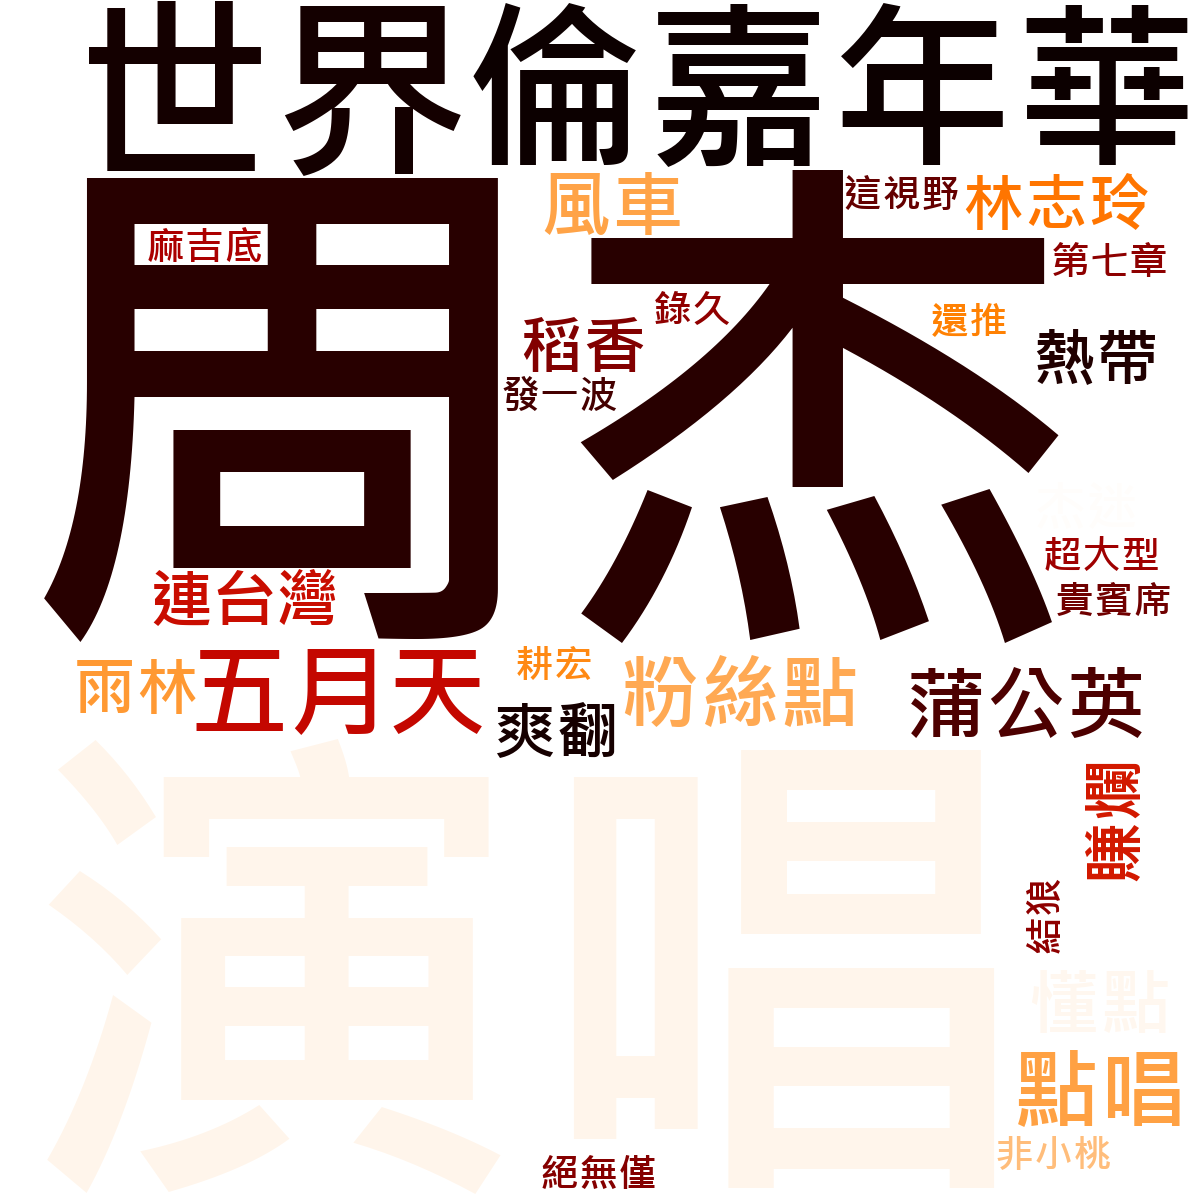 世界倫嘉年華
周杰
風車
這視野
林志玲
麻吉底
第七章
錄久
還推
稻香
熱帶
發一波
杰迷
超大型
貴賓席
連台灣
雨林
五月天
耕宏
粉絲點
蒲公英
爽翻
演唱
賺爛
結狼
懂點
點唱
非小桃
絕無僅